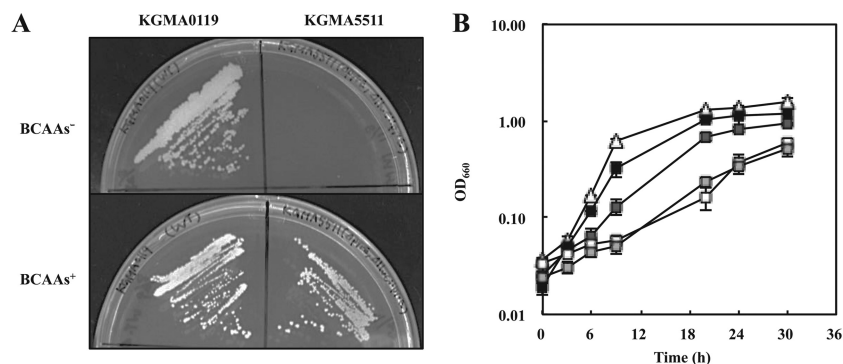 KGMA0119 KGMA5511
A
BCAAs⁻
BCAAs⁺
(WT)
B
10.00
1.00
0.10
0.01
OD₆₆₀
0 6 12 18 24 30 36
Time (h)